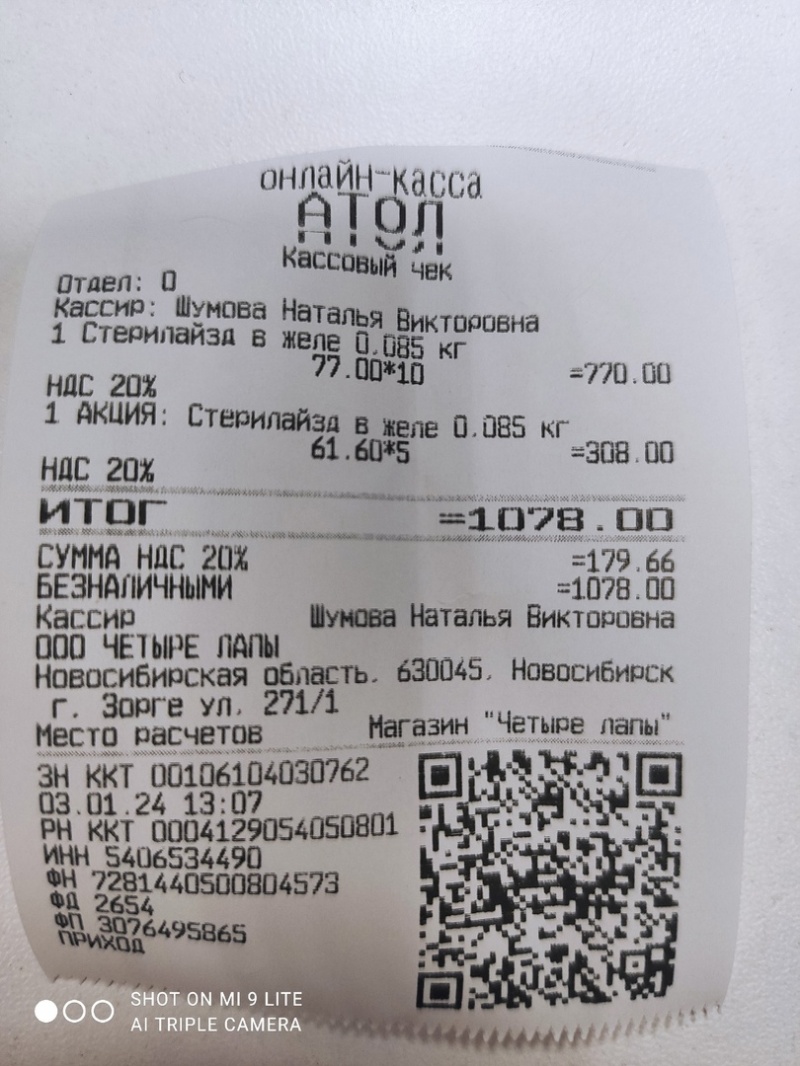 онлайн-касса
АТОЛ
Кассовый чек
Отдел: 0
Кассир: Шумова Наталья Викторовна
1 Стерилайзд в желе 0.085 кг
77.00*10 =770.00
НДС 20%
1 АКЦИЯ: Стерилайзд в желе 0.085 кг
61.60*5 =308.00
НДС 20%
ИТОГ =1078.00
СУММА НДС 20% =179.66
БЕЗНАЛИЧНЫМИ =1078.00
Кассир Шумова Наталья Викторовна
ООО ЧЕТЫРЕ ЛАПЫ
Новосибирская область, 630045, Новосибирск
г. Зорге ул, 271/1
Место расчетов Магазин "Четыре лапы"
ЗН ККТ 00106104030762
03.01.24 13:07
РН ККТ 0004129054050801
ИНН 5406534490
ФН 7281440500804573
ФД 2654
ФП 3076495865
ПРИХОД
SHOT ON MI 9 LITE
AI TRIPLE CAMERA